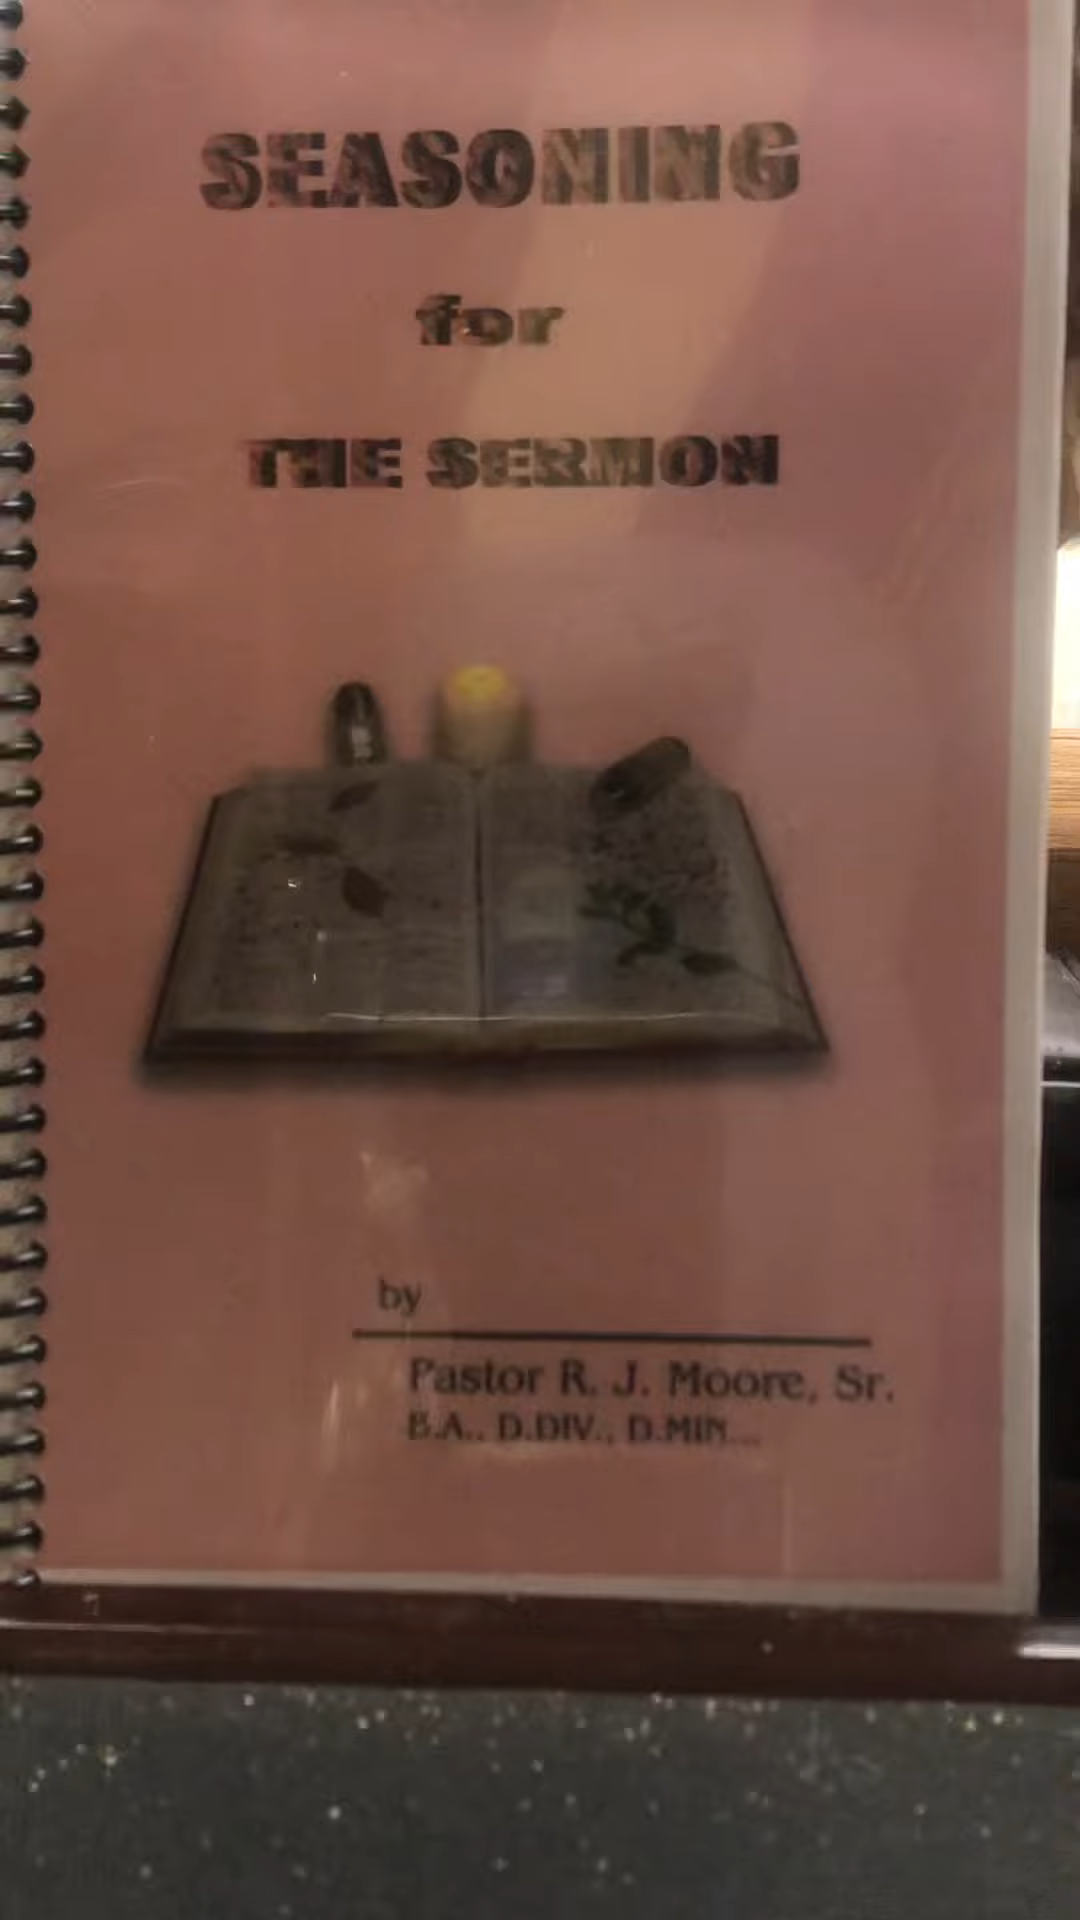 SEASONING
for
THE SERMON
by
Pastor R. J. Moore, Sr.
B.A., D.DIV., D.MIN...